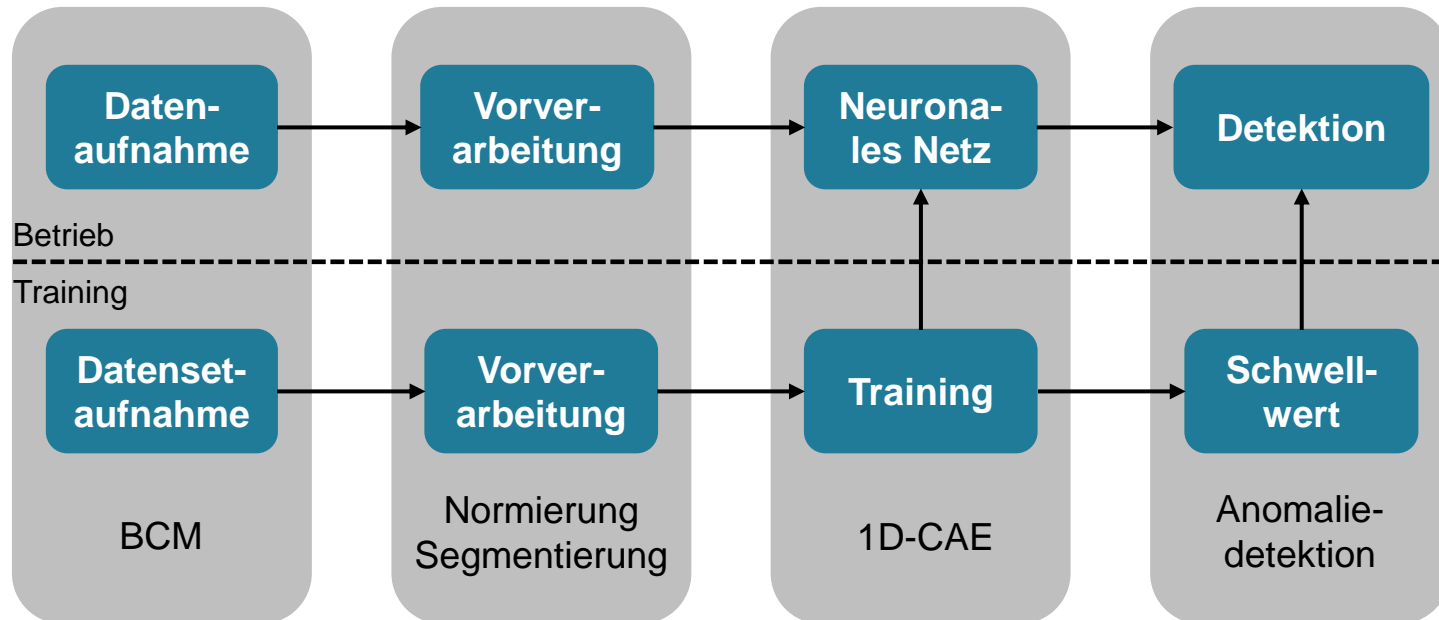 Daten-
aufnahme
Vorver-
arbeitung
Neurona-
les Netz
Detektion
Betrieb
Training
Datenset-
aufnahme
Vorver-
arbeitung
Training
Schwell-
wert
BCM
Normierung
Segmentierung
1D-CAE
Anomalie-
detektion